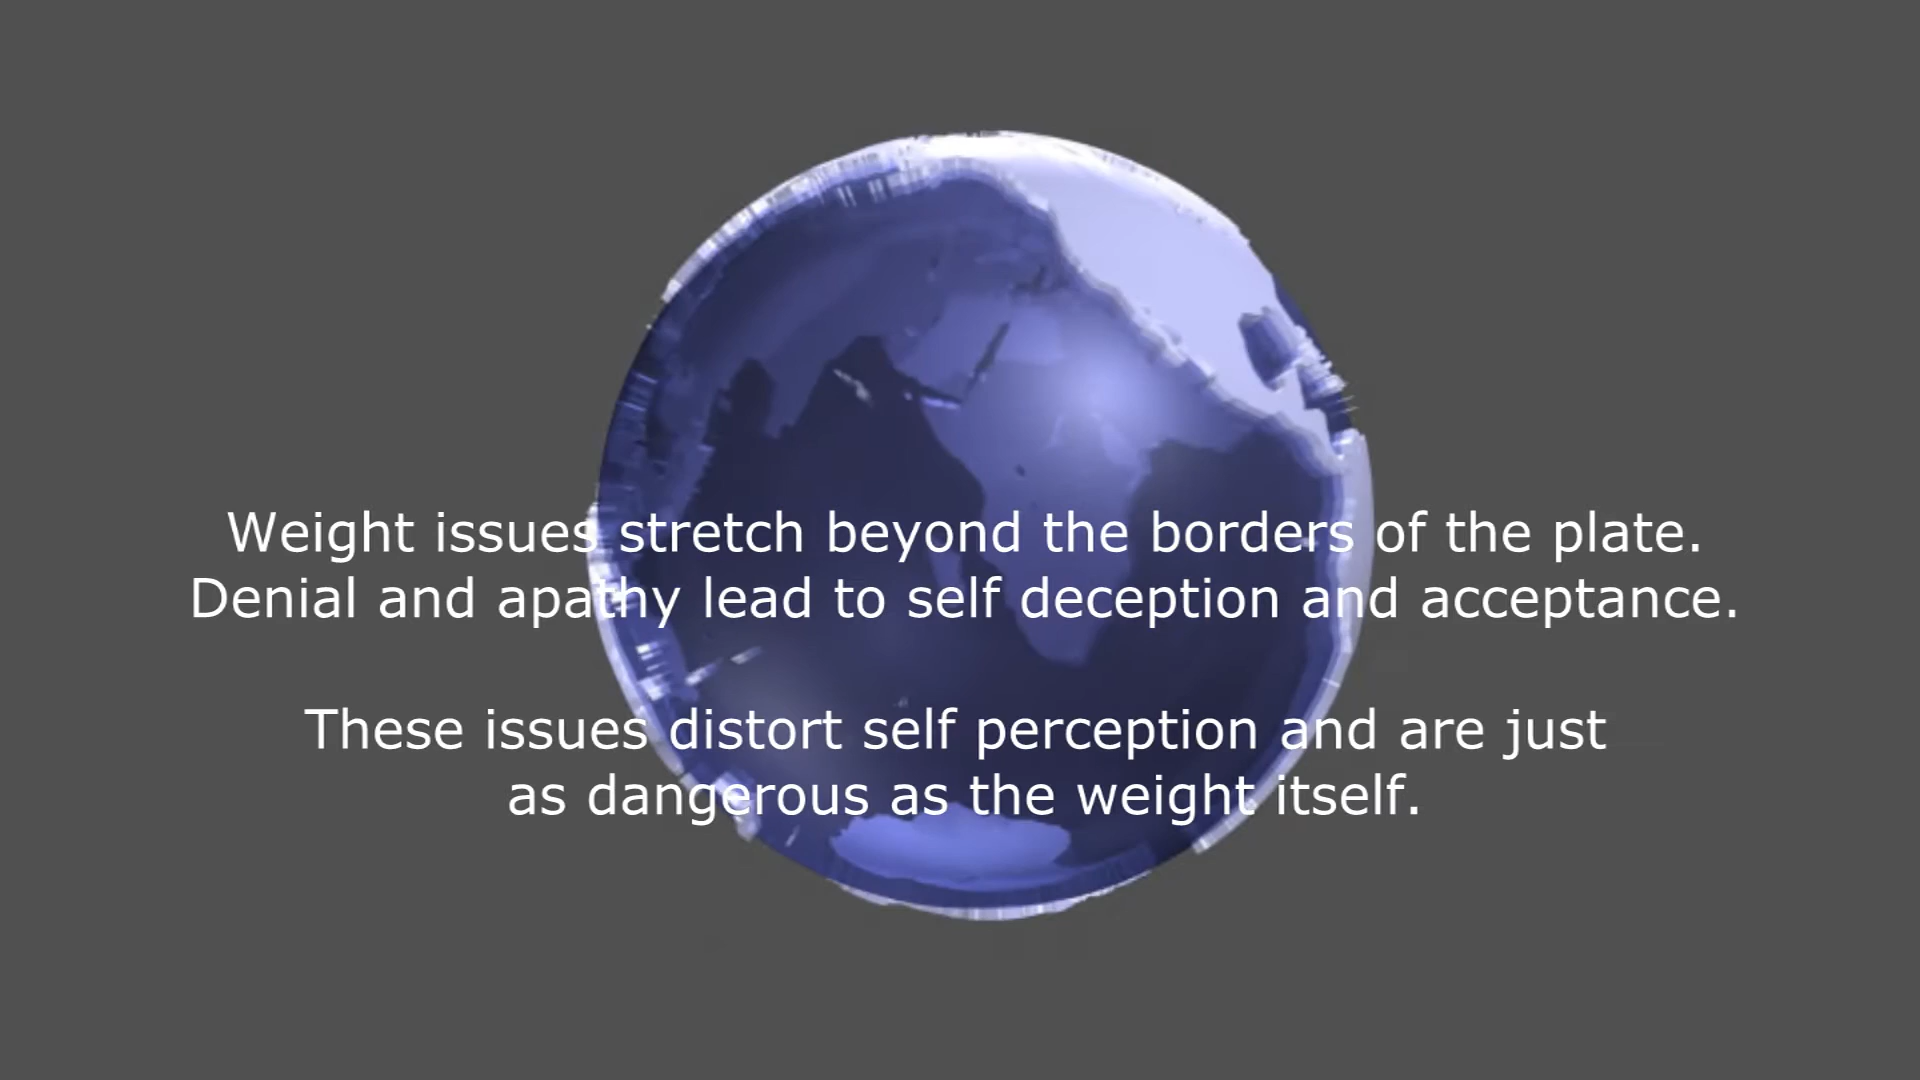 Weight issues stretch beyond the borders of the plate.
Denial and apathy lead to self deception and acceptance.
These issues distort self perception and are just
as dangerous as the weight itself.